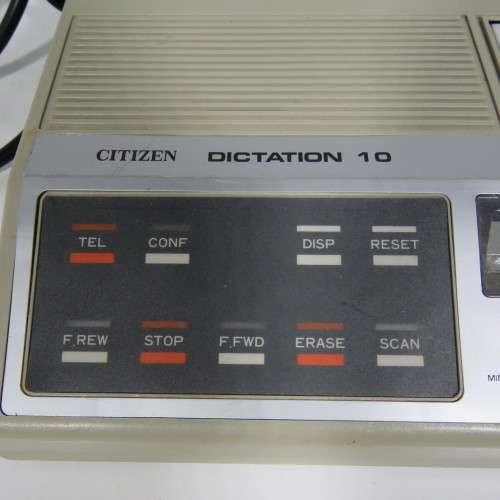 CITIZEN DICTATION 10
TEL CONF DISP RESET
F.REW STOP F.FWD ERASE SCAN